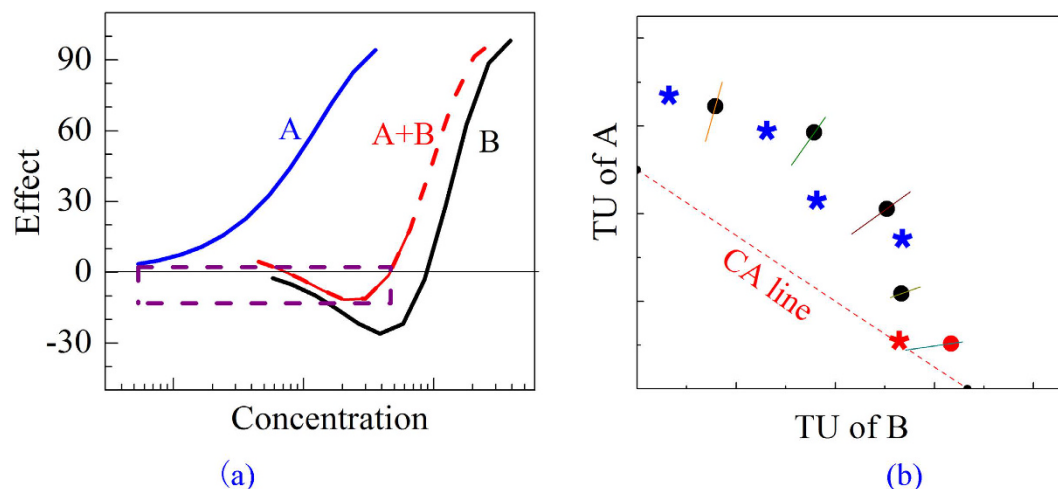 90
60
30
0
-30
Effect
A
A+B
B
Concentration
(a)
TU of A
CA line
TU of B
(b)